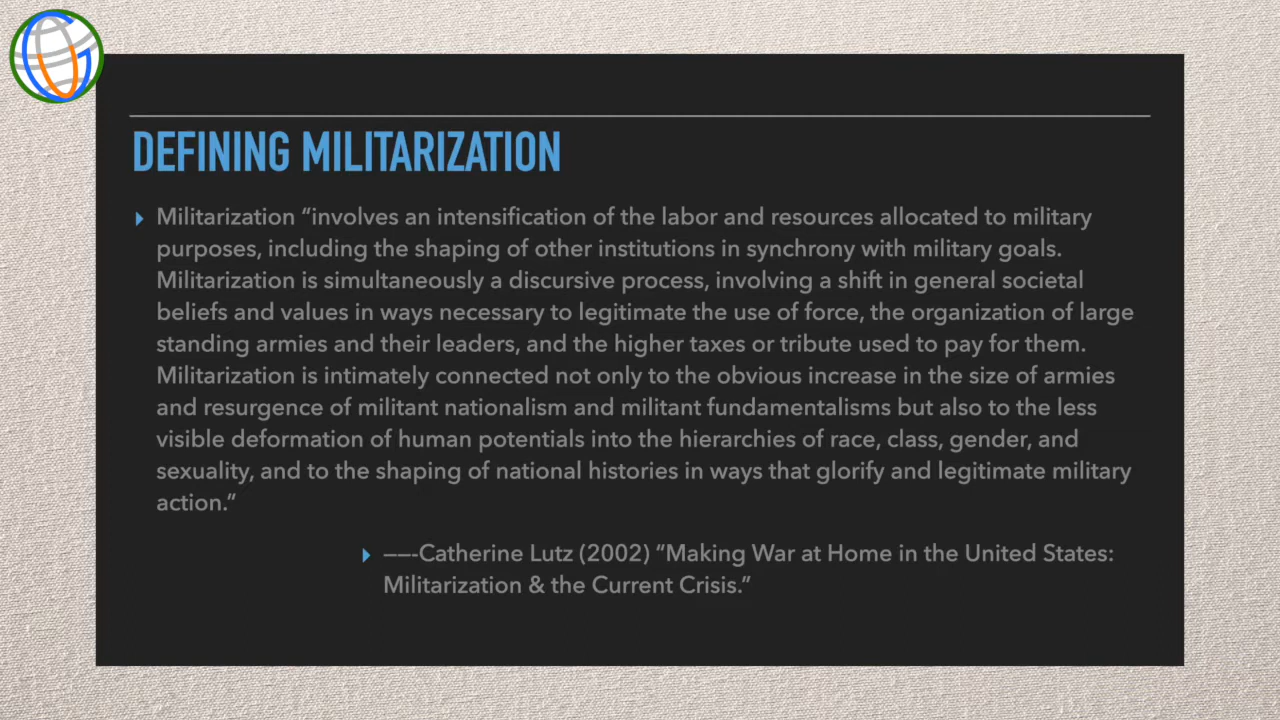 DEFINING MILITARIZATION
Militarization “involves an intensification of the labor and resources allocated to military
purposes, including the shaping of other institutions in synchrony with military goals.
Militarization is simultaneously a discursive process, involving a shift in general societal
beliefs and values in ways necessary to legitimate the use of force, the organization of large
standing armies and their leaders, and the higher taxes or tribute used to pay for them.
Militarization is intimately connected not only to the obvious increase in the size of armies
and resurgence of militant nationalism and militant fundamentalisms but also to the less
visible deformation of human potentials into the hierarchies of race, class, gender, and
sexuality, and to the shaping of national histories in ways that glorify and legitimate military
action.”
——-Catherine Lutz (2002) “Making War at Home in the United States:
Militarization & the Current Crisis.”